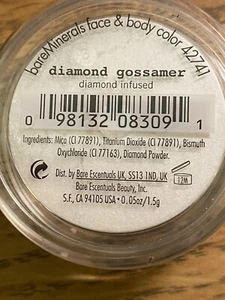 bareMinerals face & body color 42741
diamond gossamer
diamond infused
0 98132 08309 1
Ingredients: Mica (CI 77891), Titanium Dioxide (CI 77891), Bismuth
Oxychloride (CI 77163), Diamond Powder.
Dist. by Bare Escentuals UK, SS13 1ND, UK
Bare Escentuals Beauty, Inc.
12M
S.F., CA 94105 USA • 0.05oz/1.5g